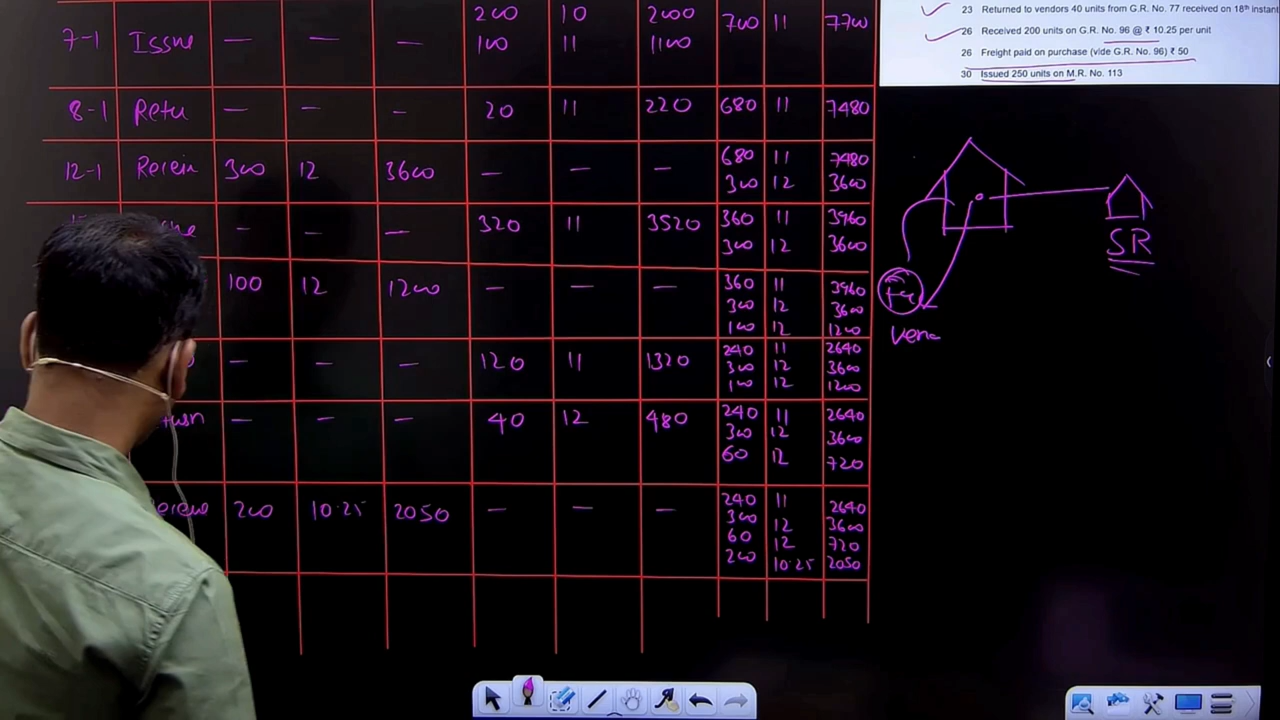 23 Returned to vendors 40 units from G.R. No. 77 received on 18th instant
26 Received 200 units on G.R. No. 96 @ ₹ 10.25 per unit
26 Freight paid on purchase (vide G.R. No. 96) ₹ 50
30 Issued 250 units on M.R. No. 113
7-1 Issue — — — 200 10 2000 700 11 7700
100 11 1100
8-1 Retu — — — 20 11 220 680 11 7480
12-1 Recein 300 12 3600 — — — 680 11 7480
300 12 3600
— — — 320 11 3520 360 11 3960
300 12 3600
100 12 1200 — — — 360 11 3960
300 12 3600
100 12 1200
— — — 120 11 1320 240 11 2640
300 12 3600
100 12 1200
— — — 40 12 480 240 11 2640
300 12 3600
60 12 720
200 10.25 2050 — — — 240 11 2640
300 12 3600
60 12 720
200 10.25 2050
SR
Ven